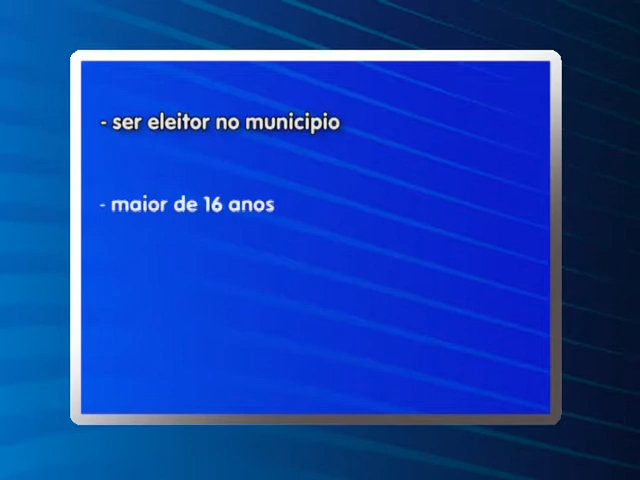 - ser eleitor no municipio
- maior de 16 anos